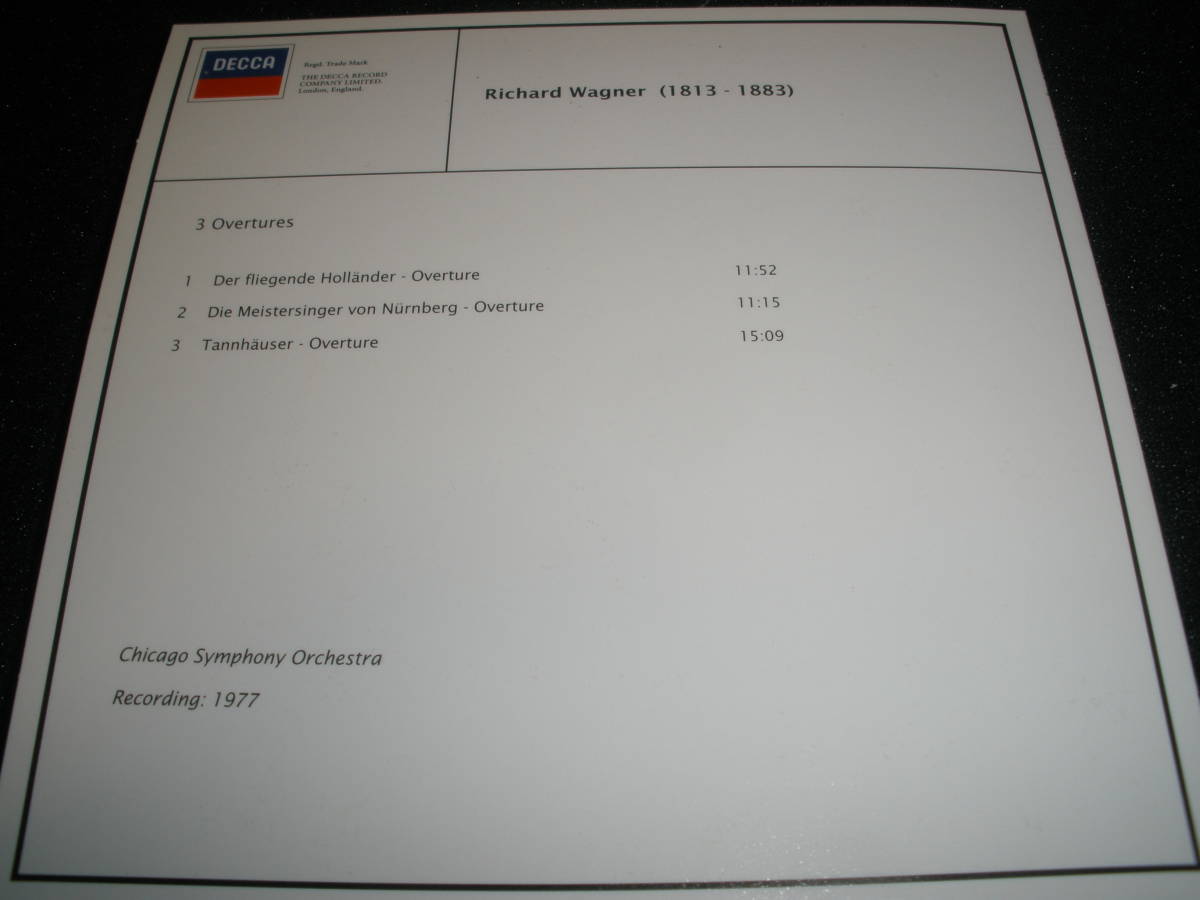 DECCA
Regd. Trade Mark
THE DECCA RECORD
COMPANY LIMITED.
London, England.
Richard Wagner (1813 - 1883)
3 Overtures
1 Der fliegende Holländer - Overture 11:52
2 Die Meistersinger von Nürnberg - Overture 11:15
3 Tannhäuser - Overture 15:09
Chicago Symphony Orchestra
Recording: 1977